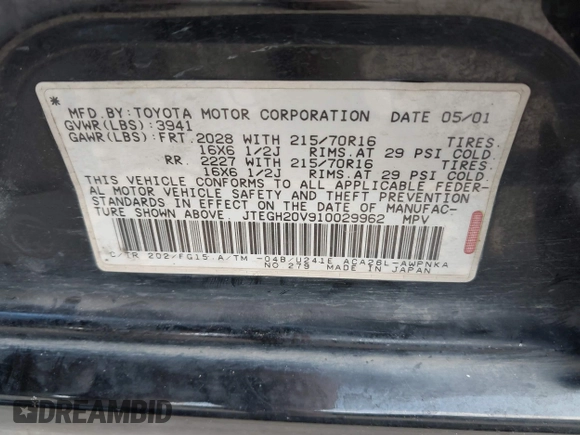 MFD.BY:TOYOTA MOTOR CORPORATION DATE 05/01
GVWR(LBS):3941
GAWR(LBS):FRT.2028 WITH 215/70R16 TIRES.
16X6 1/2J RIMS.AT 29 PSI COLD.
RR. 2227 WITH 215/70R16 TIRES.
16X6 1/2J RIMS.AT 29 PSI COLD.
THIS VEHICLE CONFORMS TO ALL APPLICABLE FEDER-
AL MOTOR VEHICLE SAFETY AND THEFT PREVENTION
STANDARDS IN EFFECT ON THE DATE OF MANUFAC-
TURE SHOWN ABOVE. JTEGH20V910029962 MPV
C/TR 202/FG15 A/TM -04B/U241E ACA26L-AWPNKA
NO 279 MADE IN JAPAN
DREAMBID